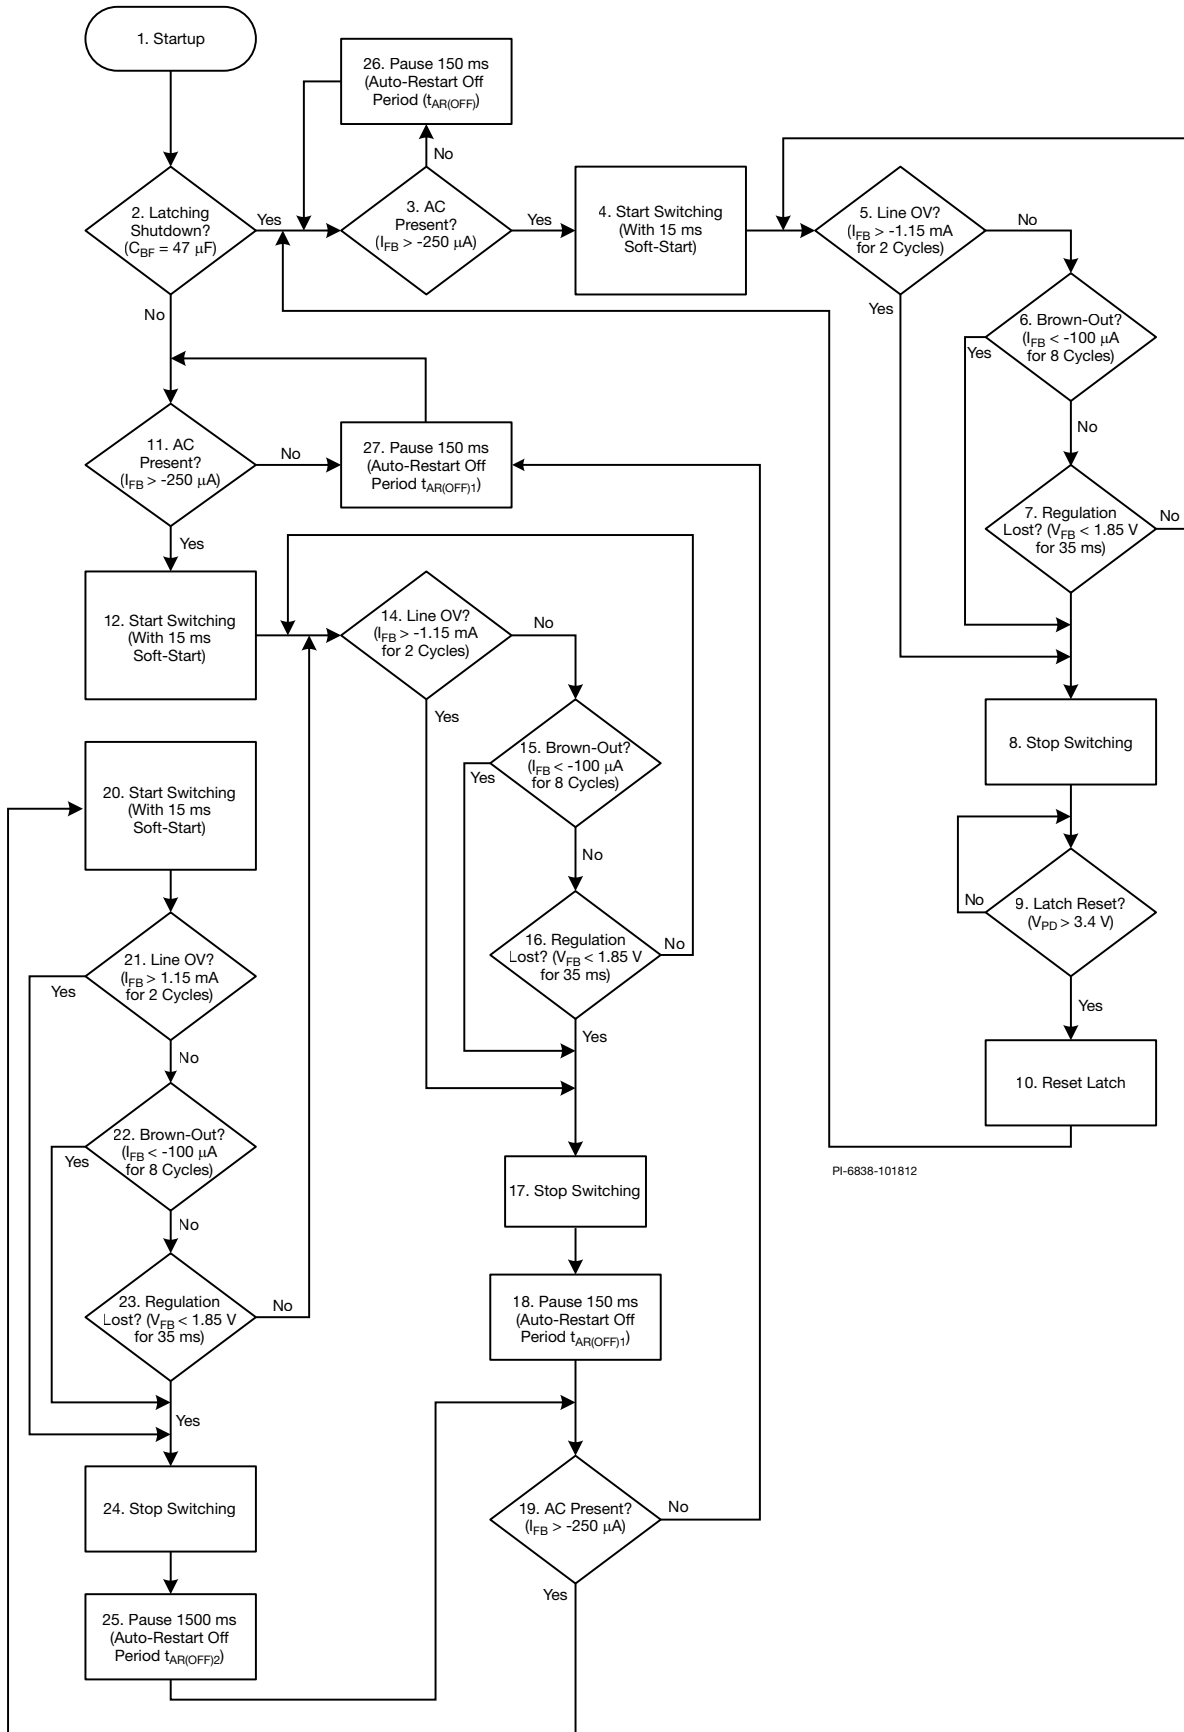 1. Startup
26. Pause 150 ms
(Auto-Restart Off
Period (tAR(OFF))
No
2. Latching
Shutdown?
(CBF = 47 µF)
Yes
3. AC
Present?
(IFB > -250 µA)
Yes
4. Start Switching
(With 15 ms
Soft-Start)
5. Line OV?
(IFB > -1.15 mA
for 2 Cycles)
No
No
Yes
6. Brown-Out?
(IFB < -100 µA
for 8 Cycles)
Yes
No
11. AC
Present?
(IFB > -250 µA)
No
27. Pause 150 ms
(Auto-Restart Off
Period tAR(OFF)1)
7. Regulation
Lost? (VFB < 1.85 V
for 35 ms)
No
Yes
12. Start Switching
(With 15 ms
Soft-Start)
14. Line OV?
(IFB > -1.15 mA
for 2 Cycles)
No
Yes
8. Stop Switching
15. Brown-Out?
(IFB < -100 µA
for 8 Cycles)
Yes
No
20. Start Switching
(With 15 ms
Soft-Start)
9. Latch Reset?
(VPD > 3.4 V)
No
Yes
16. Regulation
Lost? (VFB < 1.85 V
for 35 ms)
No
Yes
21. Line OV?
(IFB > 1.15 mA
for 2 Cycles)
Yes
No
10. Reset Latch
22. Brown-Out?
(IFB < -100 µA
for 8 Cycles)
Yes
No
PI-6838-101812
17. Stop Switching
23. Regulation
Lost? (VFB < 1.85 V
for 35 ms)
No
Yes
18. Pause 150 ms
(Auto-Restart Off
Period tAR(OFF)1)
24. Stop Switching
19. AC Present?
(IFB > -250 µA)
No
Yes
25. Pause 1500 ms
(Auto-Restart Off
Period tAR(OFF)2)